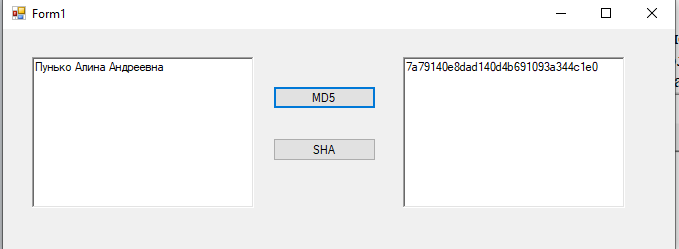 Form1
Пунько Алина Андреевна
7a79140e8dad140d4b691093a344c1e0
MD5
SHA